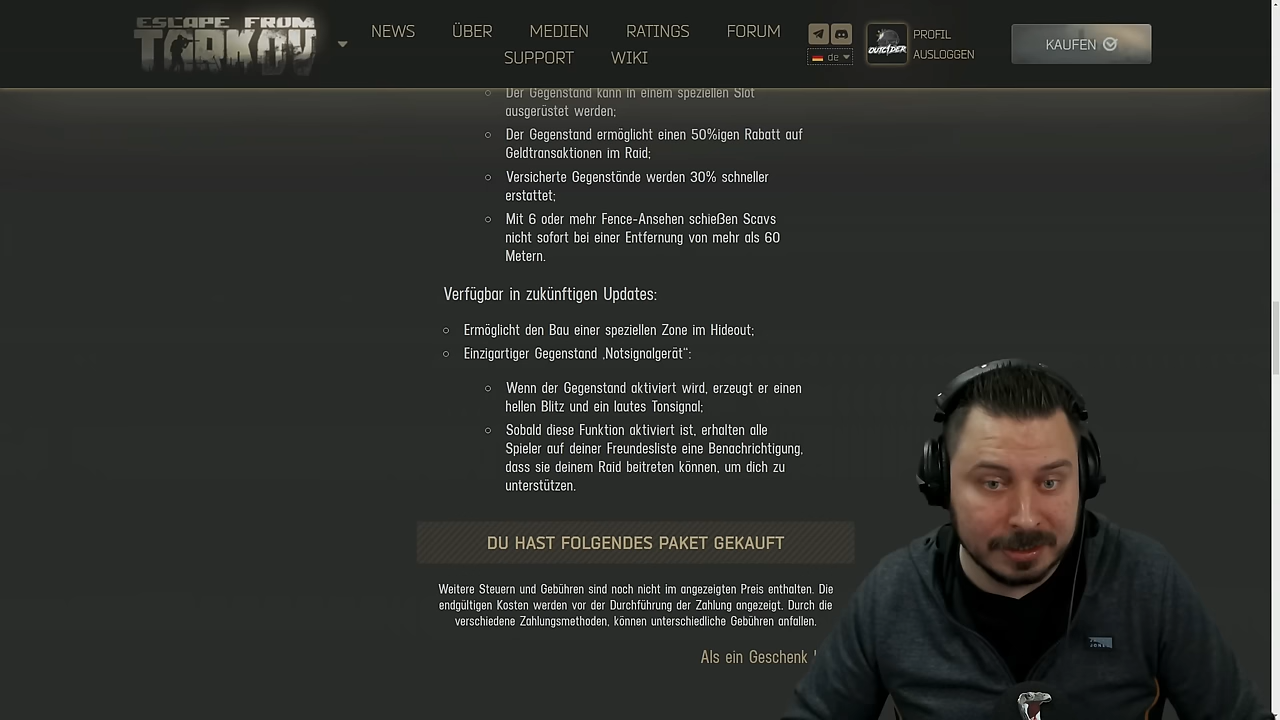 ESCAPE FROM
TARKOV
NEWS ÜBER MEDIEN RATINGS FORUM
SUPPORT WIKI
de
OUTCIDER
PROFIL
AUSLOGGEN
KAUFEN
Der Gegenstand kann in einem speziellen Slot
ausgerüstet werden;
Der Gegenstand ermöglicht einen 50%igen Rabatt auf
Geldtransaktionen im Raid;
Versicherte Gegenstände werden 30% schneller
erstattet;
Mit 6 oder mehr Fence-Ansehen schießen Scavs
nicht sofort bei einer Entfernung von mehr als 60
Metern.
Verfügbar in zukünftigen Updates:
Ermöglicht den Bau einer speziellen Zone im Hideout;
Einzigartiger Gegenstand „Notsignalgerät“:
Wenn der Gegenstand aktiviert wird, erzeugt er einen
hellen Blitz und ein lautes Tonsignal;
Sobald diese Funktion aktiviert ist, erhalten alle
Spieler auf deiner Freundesliste eine Benachrichtigung,
dass sie deinem Raid beitreten können, um dich zu
unterstützen.
DU HAST FOLGENDES PAKET GEKAUFT
Weitere Steuern und Gebühren sind noch nicht im angezeigten Preis enthalten. Die
endgültigen Kosten werden vor der Durchführung der Zahlung angezeigt. Durch die
verschiedene Zahlungsmethoden, können unterschiedliche Gebühren anfallen.
Als ein Geschenk